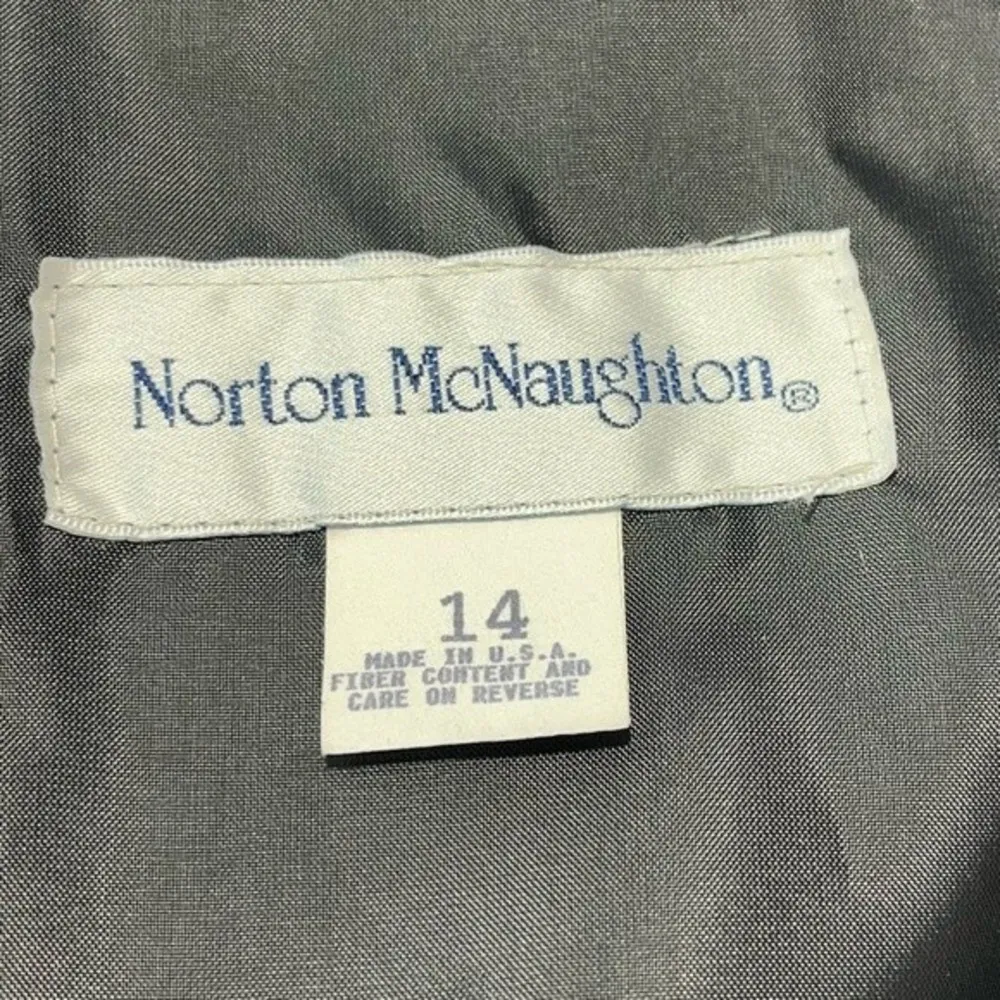 Norton McNaughton®
14
MADE IN U.S.A.
FIBER CONTENT AND
CARE ON REVERSE